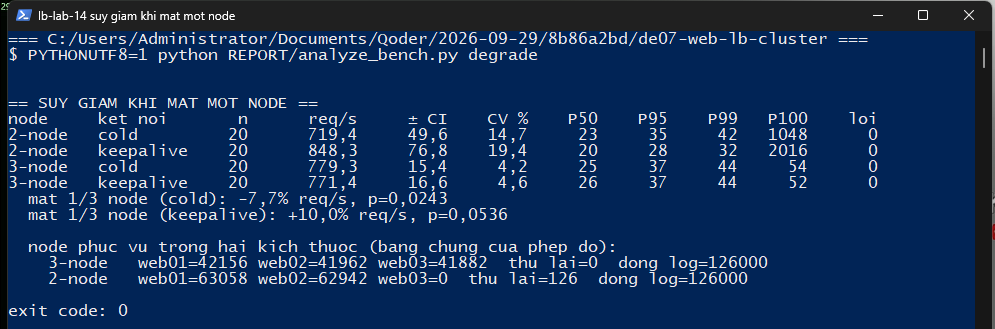 lb-lab-14 suy giam khi mat mot node
=== C:/Users/Administrator/Documents/Qoder/2026-09-29/8b86a2bd/de07-web-lb-cluster ===
$ PYTHONUTF8=1 python REPORT/analyze_bench.py degrade
== SUY GIAM KHI MAT MOT NODE ==
node ket noi n req/s ± CI CV % P50 P95 P99 P100 loi
2-node cold 20 719,4 49,6 14,7 23 35 42 1048 0
2-node keepalive 20 848,3 76,8 19,4 20 28 32 2016 0
3-node cold 20 779,3 15,4 4,2 25 37 44 54 0
3-node keepalive 20 771,4 16,6 4,6 26 37 44 52 0
mat 1/3 node (cold): -7,7% req/s, p=0,0243
mat 1/3 node (keepalive): +10,0% req/s, p=0,0536
node phuc vu trong hai kich thuoc (bang chung cua phep do):
3-node web01=42156 web02=41962 web03=41882 thu lai=0 dong log=126000
2-node web01=63058 web02=62942 web03=0 thu lai=126 dong log=126000
exit code: 0